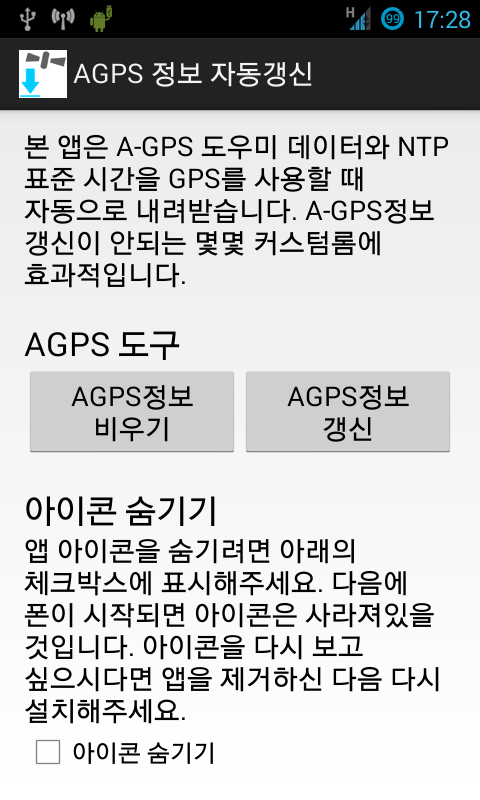 H 99 17:28
AGPS 정보 자동갱신
본 앱은 A-GPS 도우미 데이터와 NTP
표준 시간을 GPS를 사용할 때
자동으로 내려받습니다. A-GPS정보
갱신이 안되는 몇몇 커스텀롬에
효과적입니다.
AGPS 도구
AGPS정보
비우기
AGPS정보
갱신
아이콘 숨기기
앱 아이콘을 숨기려면 아래의
체크박스에 표시해주세요. 다음에
폰이 시작되면 아이콘은 사라져있을
것입니다. 아이콘을 다시 보고
싶으시다면 앱을 제거하신 다음 다시
설치해주세요.
아이콘 숨기기